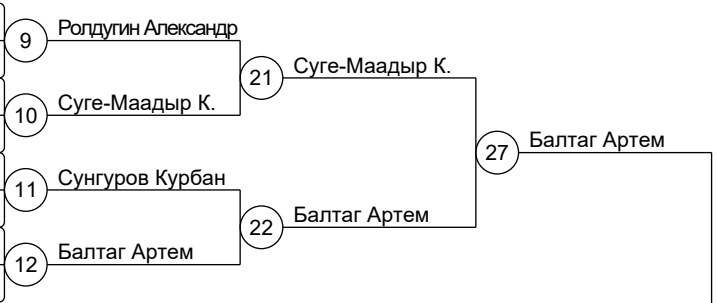 9 Ролдугин Александр
21 Суге-Маадыр К.
10 Суге-Маадыр К.
27 Балтаг Артем
11 Сунгуров Курбан
22 Балтаг Артем
12 Балтаг Артем